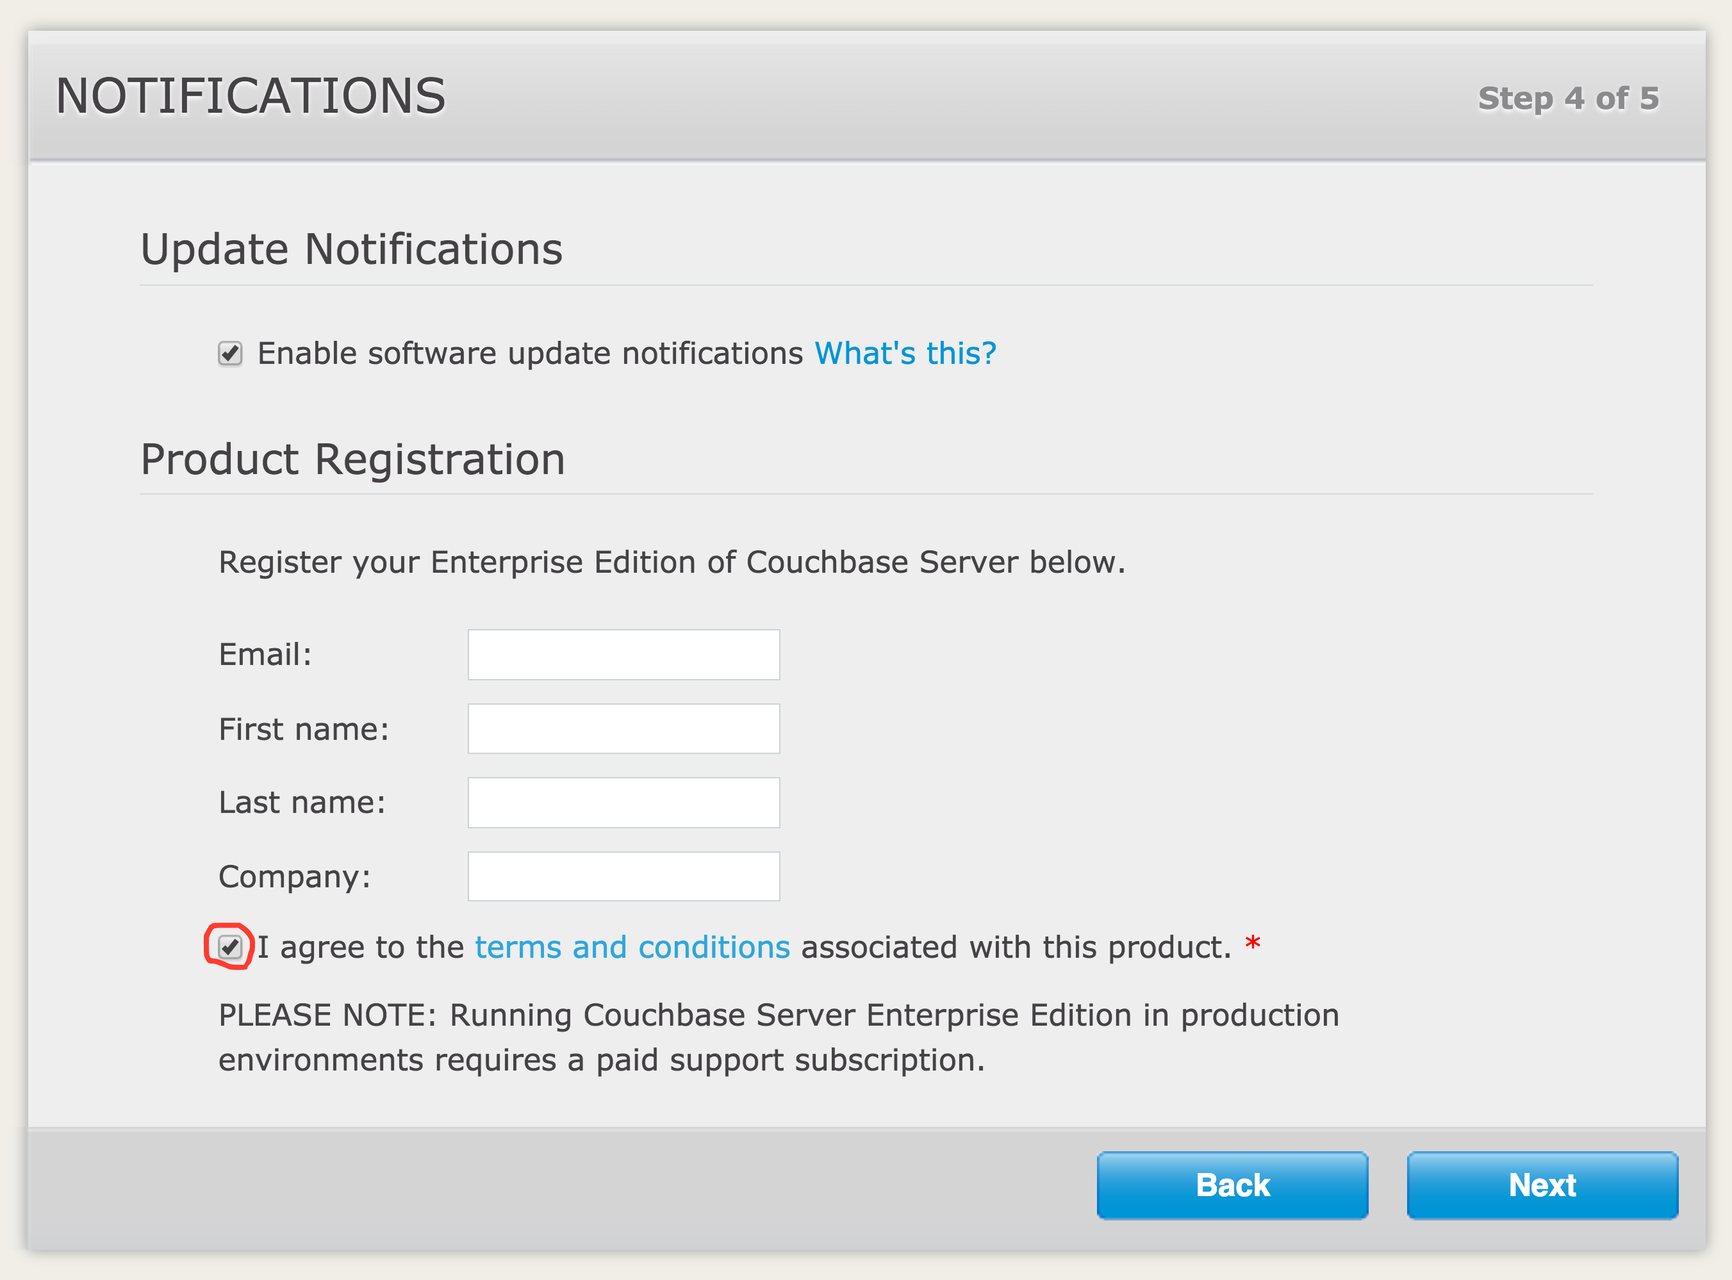 NOTIFICATIONS
Step 4 of 5
Update Notifications
Enable software update notifications What's this?
Product Registration
Register your Enterprise Edition of Couchbase Server below.
Email:
First name:
Last name:
Company:
I agree to the terms and conditions associated with this product. *
PLEASE NOTE: Running Couchbase Server Enterprise Edition in production
environments requires a paid support subscription.
Back
Next